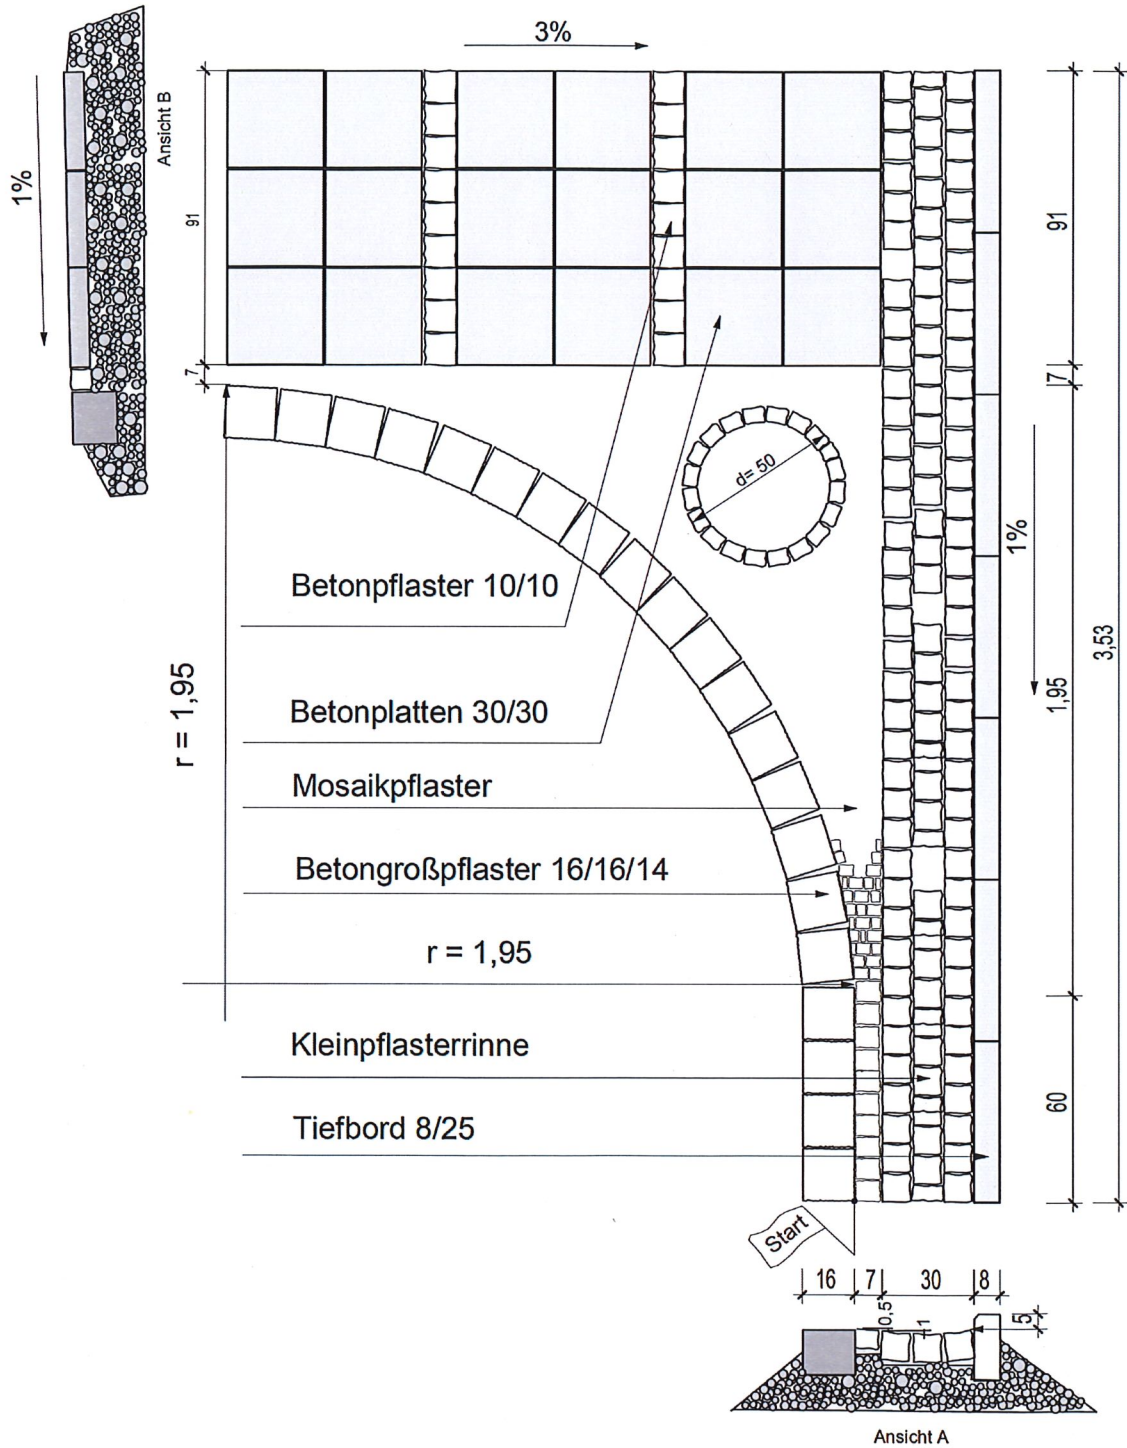 3%
1%
Ansicht B
91
91
7
7
d= 50
1%
Betonpflaster 10/10
3,53
r = 1,95
1,95
Betonplatten 30/30
Mosaikpflaster
Betongroßpflaster 16/16/14
r = 1,95
Kleinpflasterrinne
60
Tiefbord 8/25
Start
16
7
30
8
0,5
1
5
Ansicht A